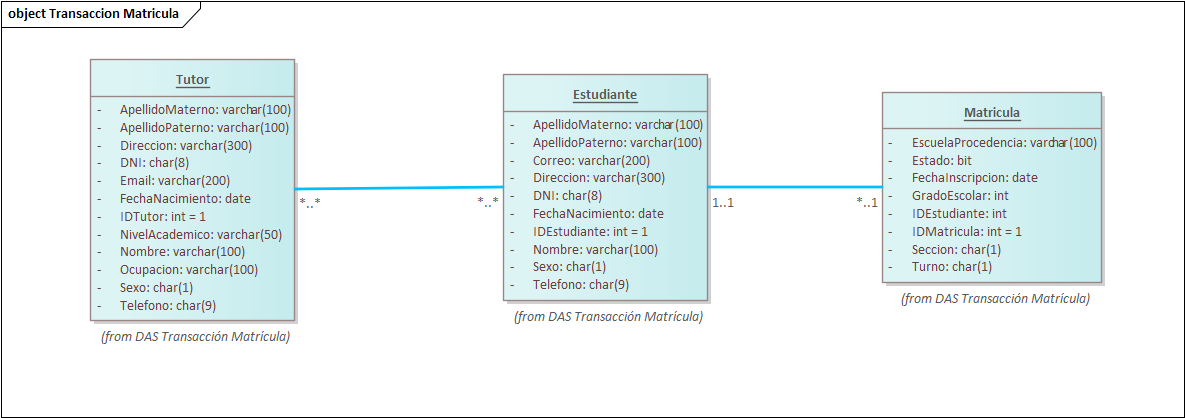 object Transaccion Matricula
Tutor
- ApellidoMaterno: varchar(100)
- ApellidoPaterno: varchar(100)
- Direccion: varchar(300)
- DNI: char(8)
- Email: varchar(200)
- FechaNacimiento: date
- IDTutor: int = 1
- NivelAcademico: varchar(50)
- Nombre: varchar(100)
- Ocupacion: varchar(100)
- Sexo: char(1)
- Telefono: char(9)
(from DAS Transacción Matrícula)
*..*
*..*
Estudiante
- ApellidoMaterno: varchar(100)
- ApellidoPaterno: varchar(100)
- Correo: varchar(200)
- Direccion: varchar(300)
- DNI: char(8)
- FechaNacimiento: date
- IDEstudiante: int = 1
- Nombre: varchar(100)
- Sexo: char(1)
- Telefono: char(9)
(from DAS Transacción Matrícula)
1..1
*..1
Matricula
- EscuelaProcedencia: varchar(100)
- Estado: bit
- FechaInscripcion: date
- GradoEscolar: int
- IDEstudiante: int
- IDMatricula: int = 1
- Seccion: char(1)
- Turno: char(1)
(from DAS Transacción Matrícula)